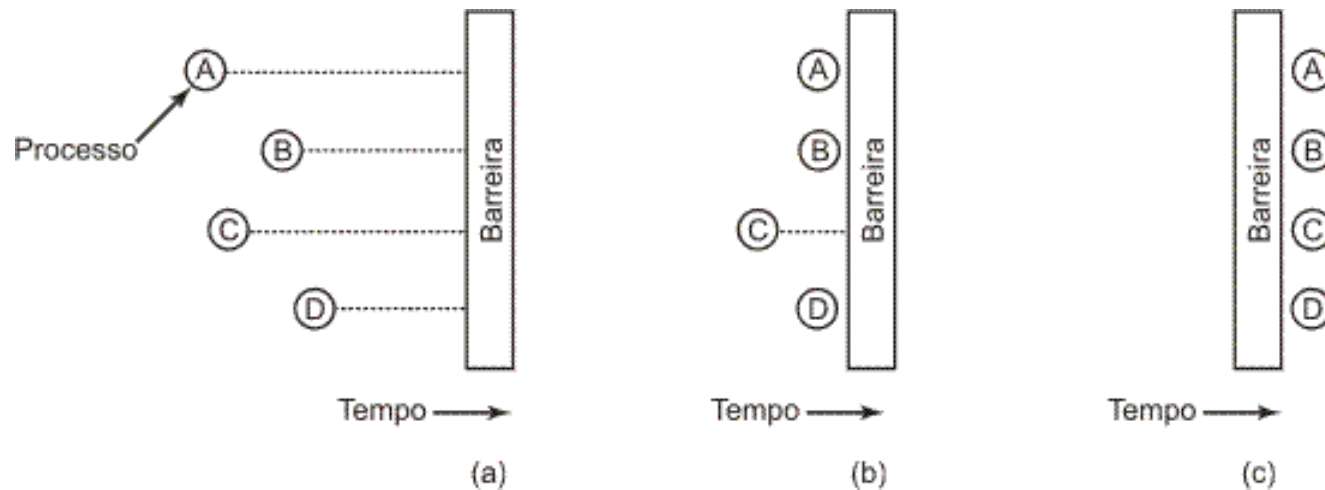 A
Processo
B
C
D
Barreira
Tempo
(a)
A
B
C
D
Barreira
Tempo
(b)
Barreira
A
B
C
D
Tempo
(c)